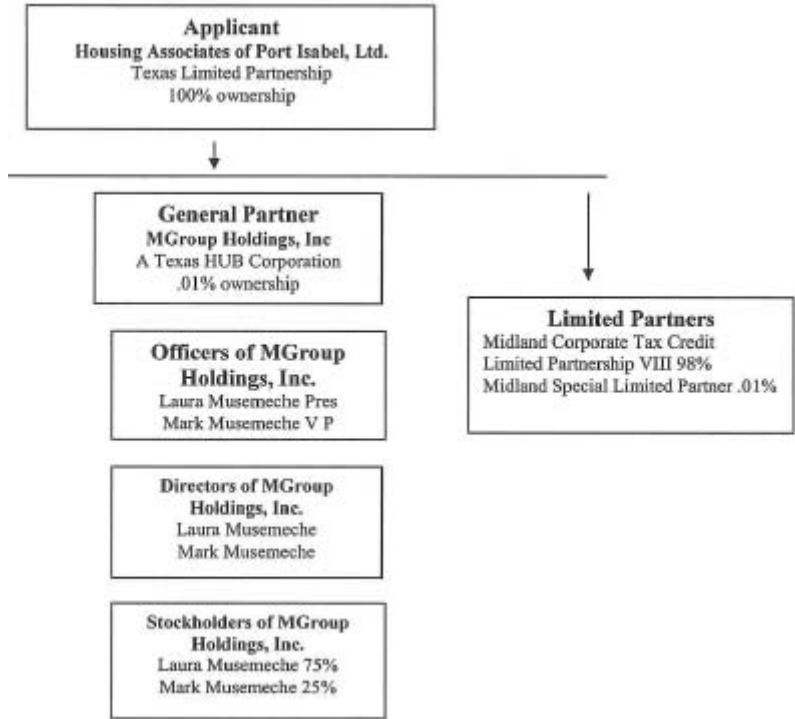 Applicant
Housing Associates of Port Isabel, Ltd.
Texas Limited Partnership
100% ownership
General Partner
MGroup Holdings, Inc
A Texas HUB Corporation
.01% ownership
Officers of MGroup
Holdings, Inc.
Laura Musemeche Pres
Mark Musemeche V P
Directors of MGroup
Holdings, Inc.
Laura Musemeche
Mark Musemeche
Stockholders of MGroup
Holdings, Inc.
Laura Musemeche 75%
Mark Musemeche 25%
Limited Partners
Midland Corporate Tax Credit
Limited Partnership VIII 98%
Midland Special Limited Partner .01%